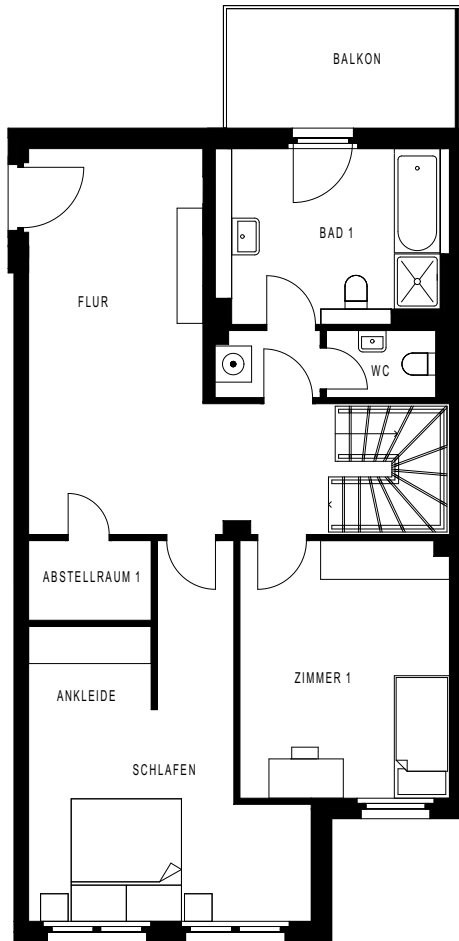 BALKON
BAD 1
FLUR
WC
ABSTELLRAUM 1
ZIMMER 1
ANKLEIDE
SCHLAFEN